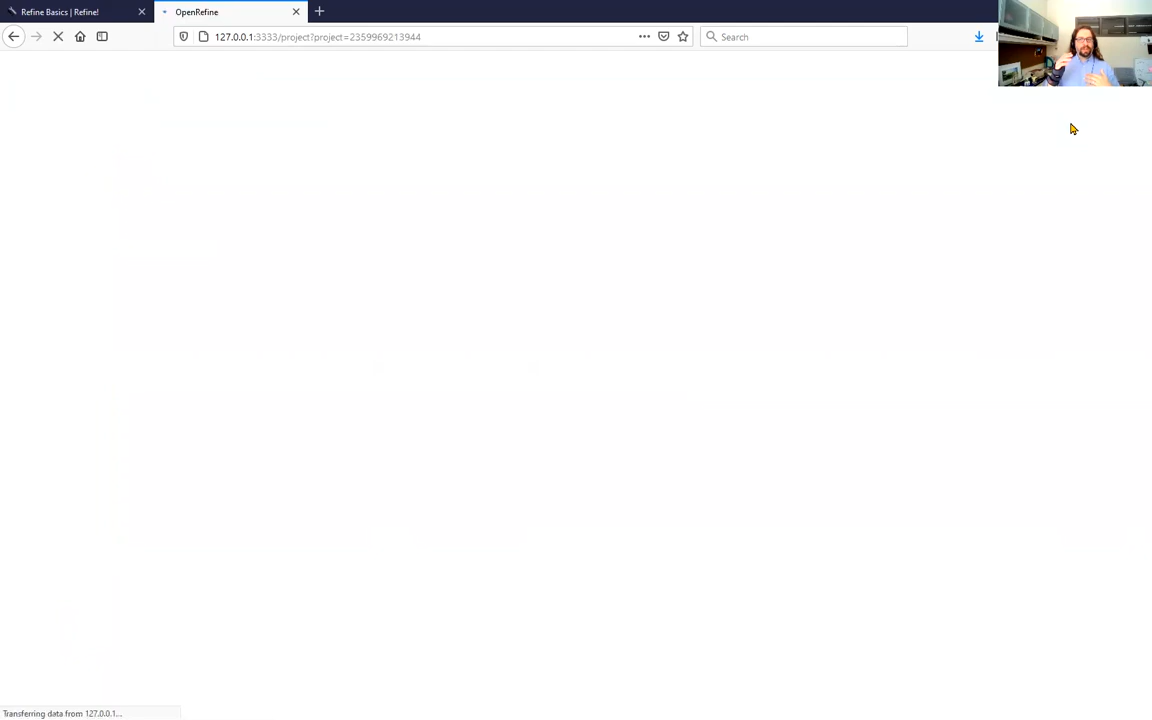 Refine Basics | Refine!
OpenRefine
127.0.0.1:3333/project?project=2359969213944
Search
Transferring data from 127.0.0.1...